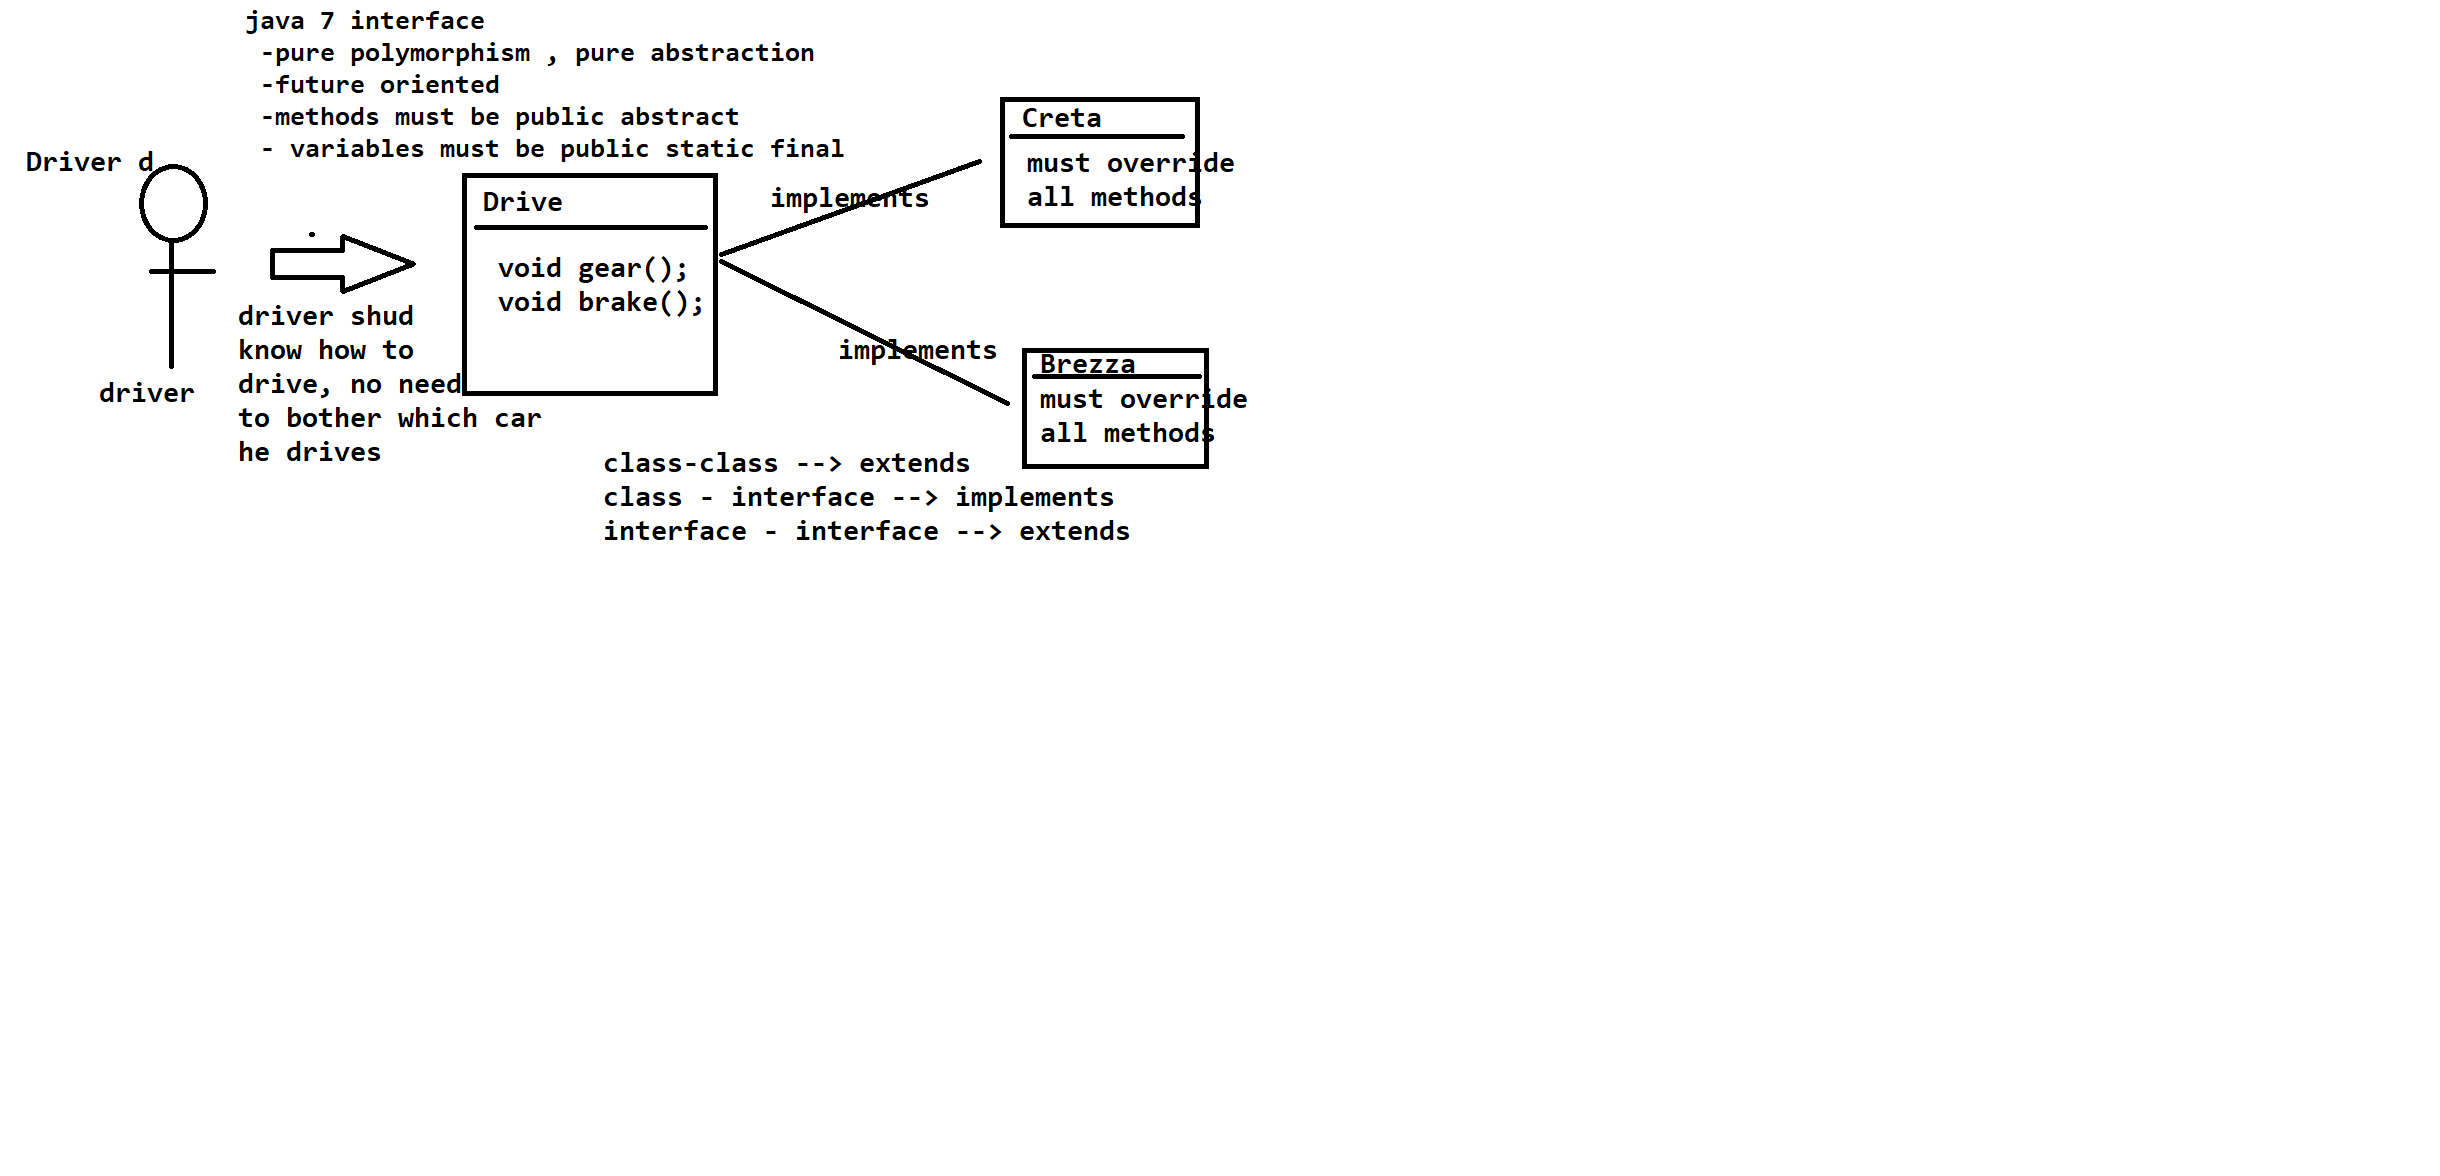 java 7 interface
-pure polymorphism , pure abstraction
-future oriented
-methods must be public abstract
- variables must be public static final
Driver d
driver
driver shud
know how to
drive, no need
to bother which car
he drives
Drive
void gear();
void brake();
implements
implements
Creta
must override
all methods
Brezza
must override
all methods
class-class --> extends
class - interface --> implements
interface - interface --> extends